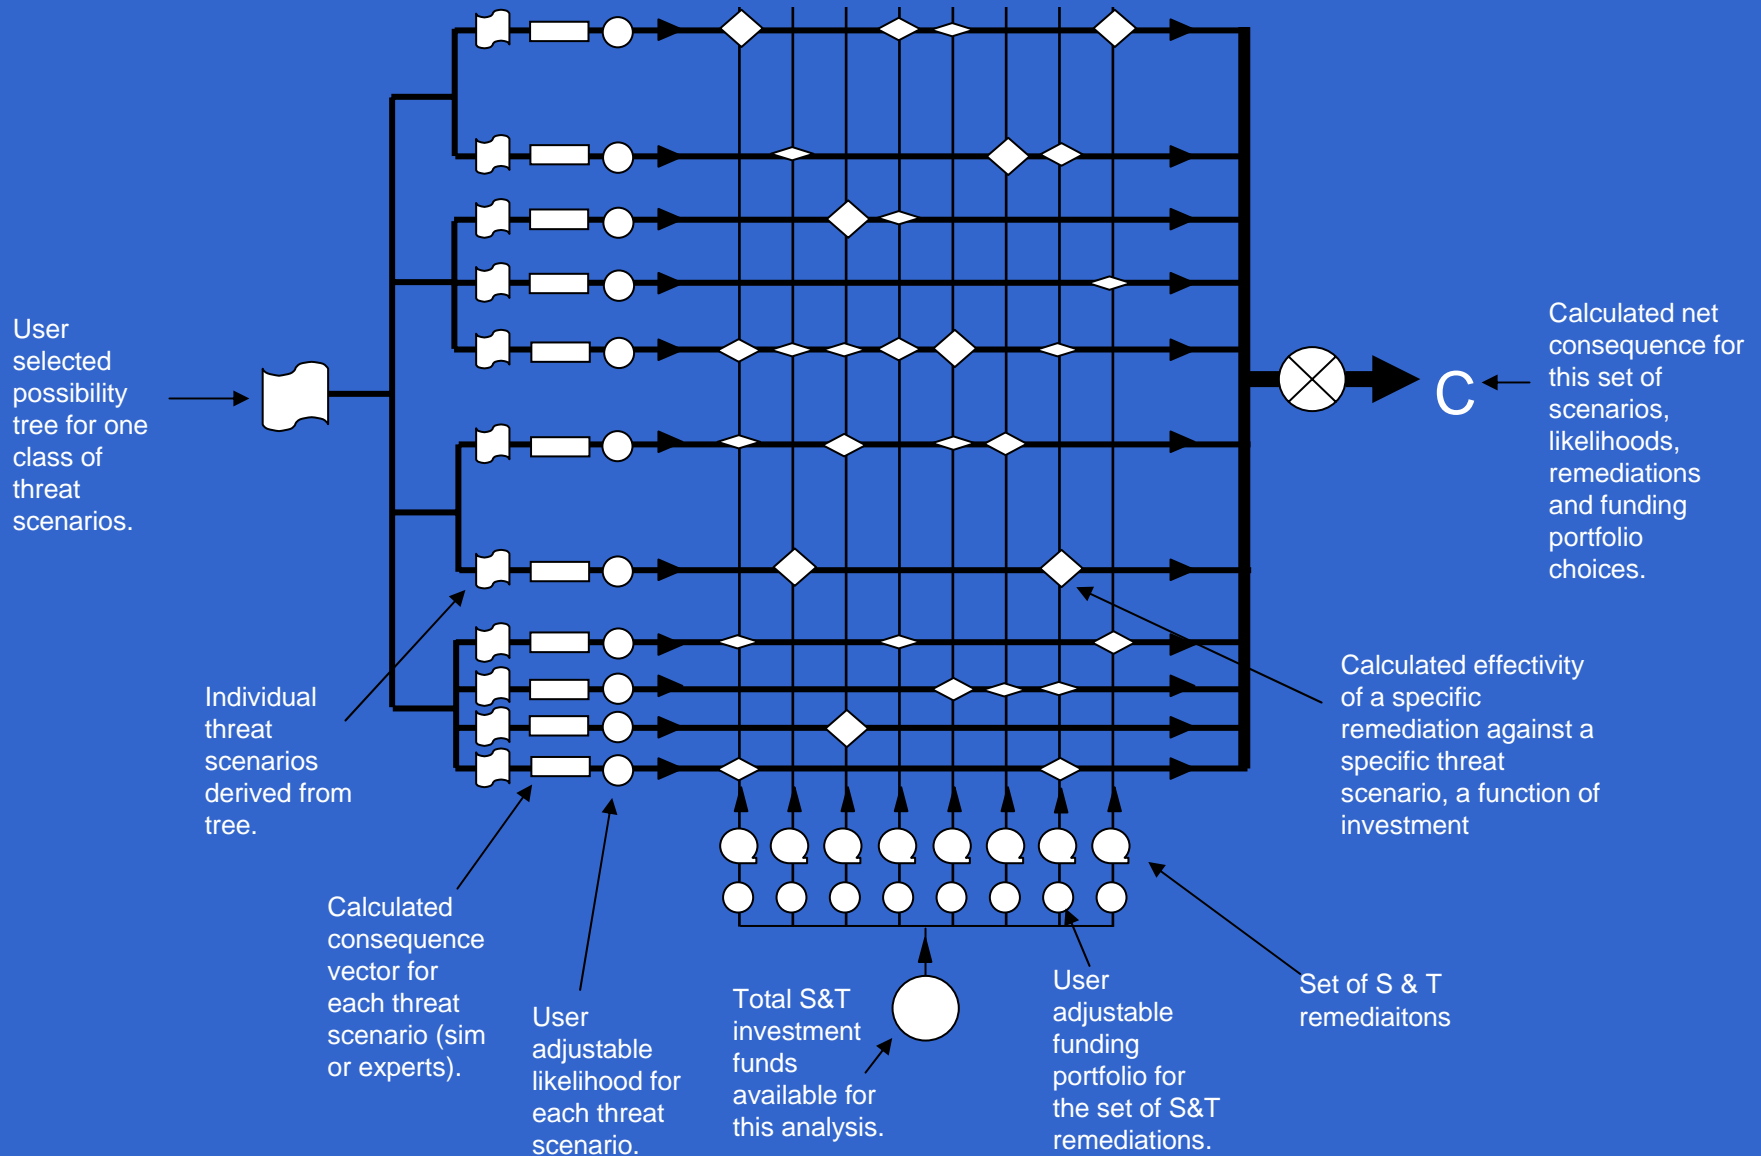 User
selected
possibility
tree for one
class of
threat
scenarios.
Individual
threat
scenarios
derived from
tree.
Calculated
consequence
vector for
each threat
scenario (sim
or experts).
User
adjustable
likelihood for
each threat
scenario.
Total S&T
investment
funds
available for
this analysis.
User
adjustable
funding
portfolio for
the set of S&T
remediations.
Set of S & T
remediaitons
Calculated effectivity
of a specific
remediation against a
specific threat
scenario, a function of
investment
C
Calculated net
consequence for
this set of
scenarios,
likelihoods,
remediations
and funding
portfolio
choices.